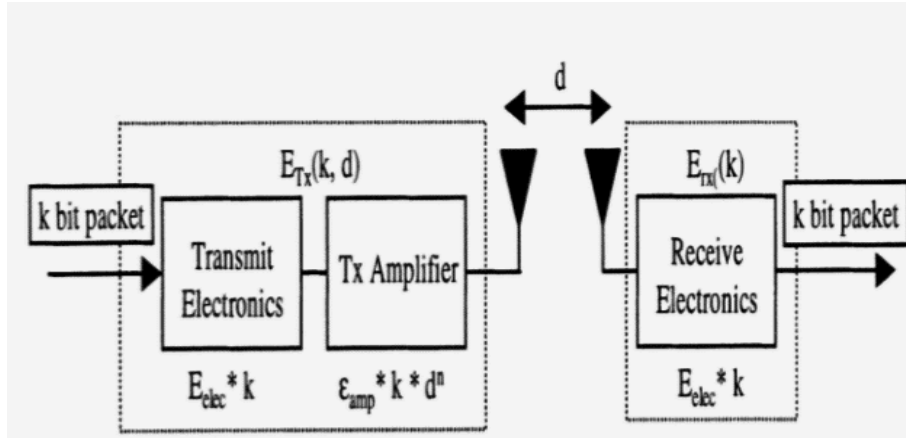 d
E_Tx(k, d)
E_rx((k)
k bit packet
k bit packet
Transmit
Electronics
Tx Amplifier
Receive
Electronics
E_elec * k
ε_amp * k * d^n
E_elec * k